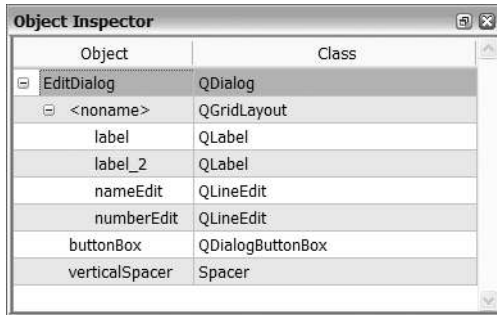 Object Inspector
Object Class
EditDialog QDialog
<noname> QGridLayout
label QLabel
label_2 QLabel
nameEdit QLineEdit
numberEdit QLineEdit
buttonBox QDialogButtonBox
verticalSpacer Spacer